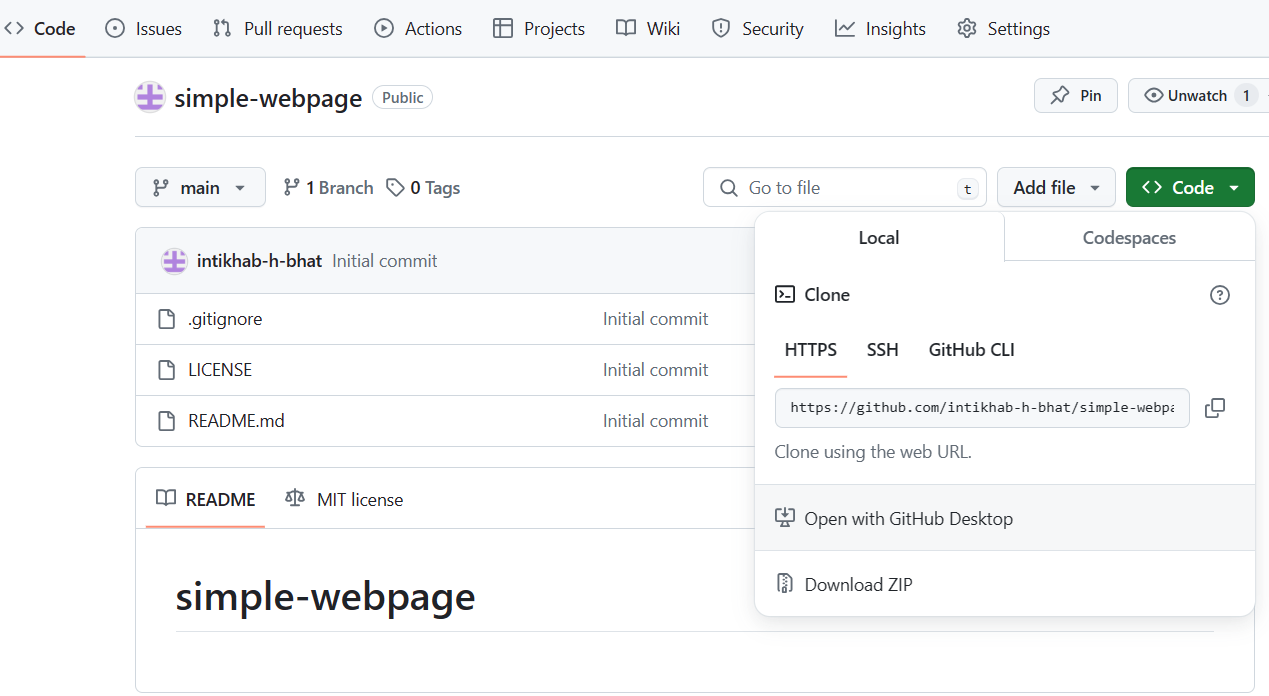 Code Issues Pull requests Actions Projects Wiki Security Insights Settings
simple-webpage Public Pin Unwatch 1
main 1 Branch 0 Tags Go to file t Add file Code
Local Codespaces
intikhab-h-bhat Initial commit
Clone
.gitignore Initial commit
HTTPS SSH GitHub CLI
LICENSE Initial commit
https://github.com/intikhab-h-bhat/simple-webpa
README.md Initial commit
Clone using the web URL.
README MIT license
Open with GitHub Desktop
Download ZIP
simple-webpage